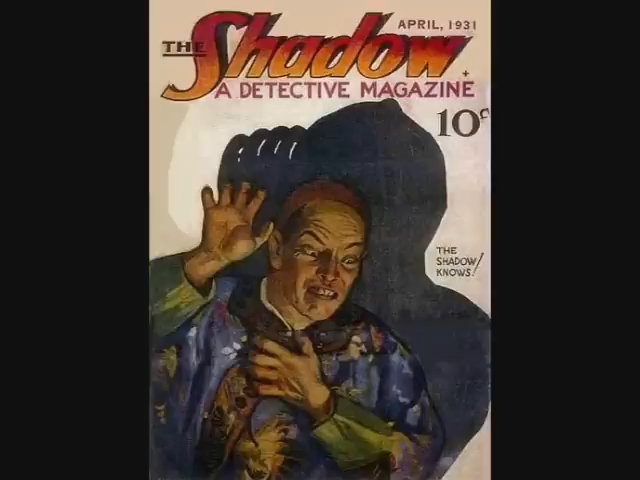 APRIL, 1931
THE Shadow
A DETECTIVE MAGAZINE
10¢
THE
SHADOW
KNOWS!